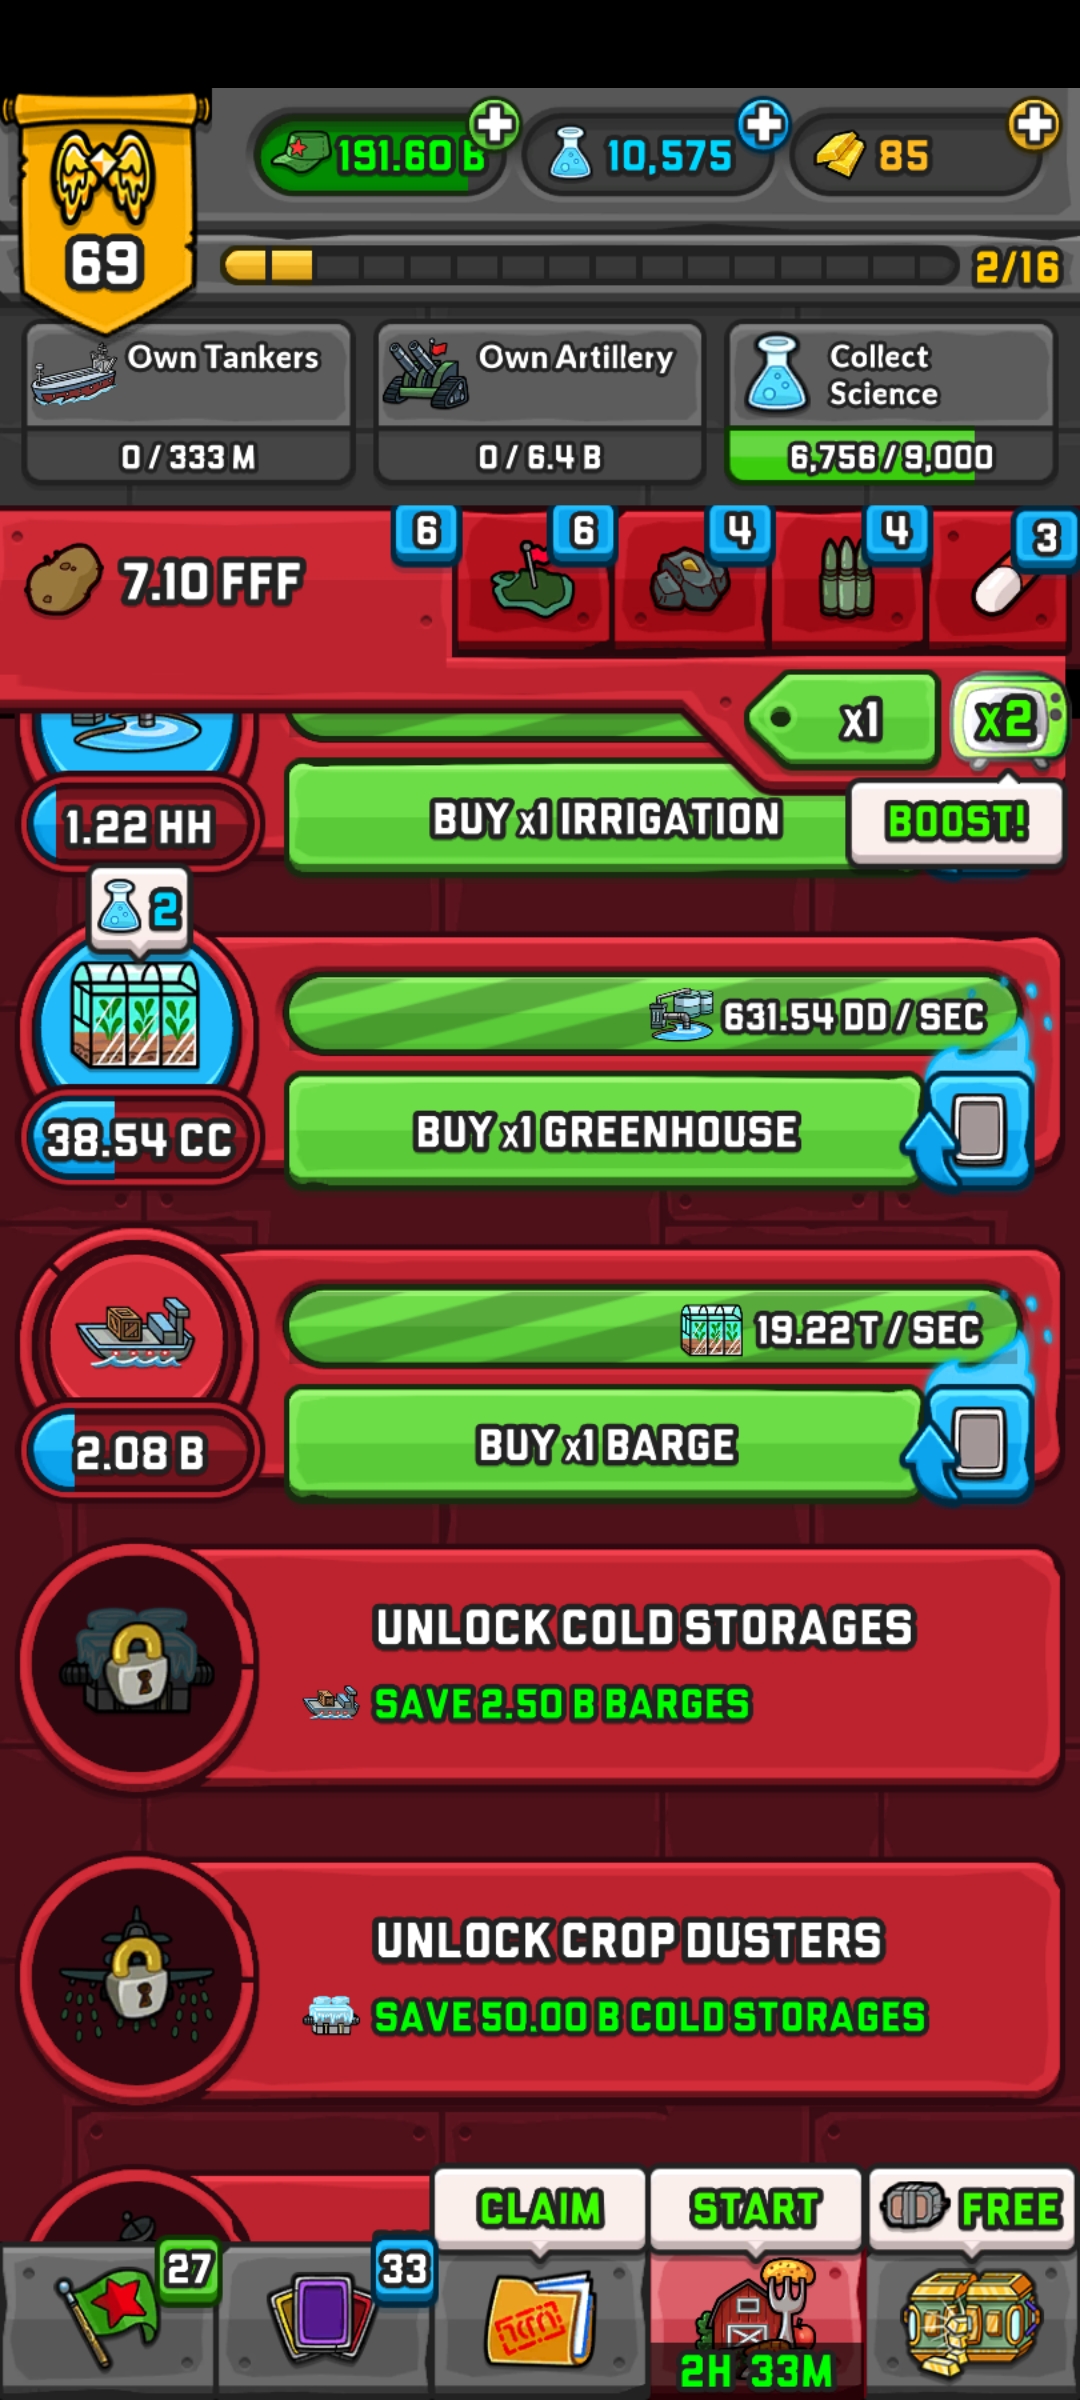 191.60 B
10,575
85
69
2/16
Own Tankers
0 / 333 M
Own Artillery
0 / 6.4 B
Collect
Science
6,756 / 9,000
7.10 FFF
6
6
4
4
3
x1
x2
BOOST!
1.22 HH
BUY x1 IRRIGATION
2
631.54 DD / SEC
38.54 CC
BUY x1 GREENHOUSE
19.22 T / SEC
2.08 B
BUY x1 BARGE
UNLOCK COLD STORAGES
SAVE 2.50 B BARGES
UNLOCK CROP DUSTERS
SAVE 50.00 B COLD STORAGES
CLAIM
START
FREE
27
33
2H 33M